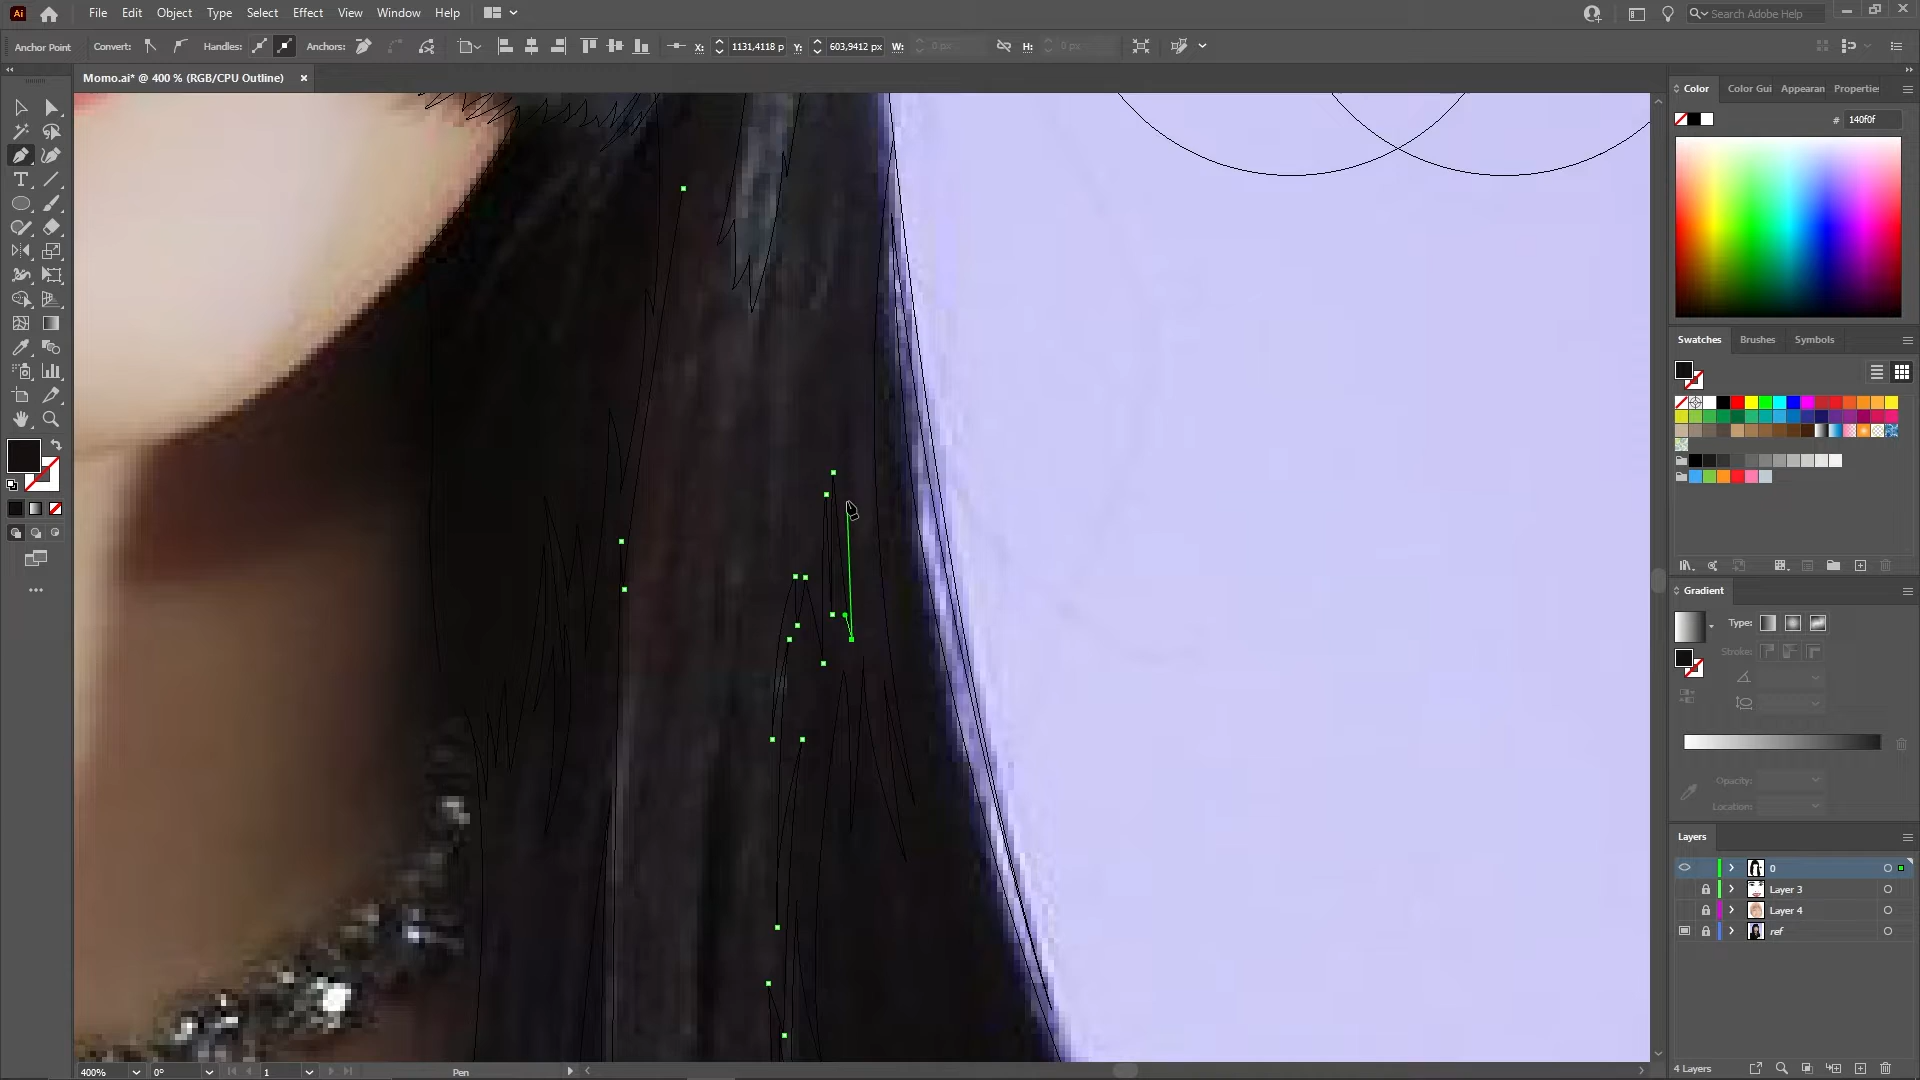 Ai File Edit Object Type Select Effect View Window Help Search Adobe Help
Anchor Point Convert: Handles: Anchors: X: 1131,4118 p Y: 603,9412 px W: 0 px H: 0 px
Momo.ai* @ 400 % (RGB/CPU Outline) ×
Color Color Gui Appearan Propertie
# 140f0f
Swatches Brushes Symbols
Gradient
Type:
Stroke:
Opacity:
Location:
Layers
0
Layer 3
Layer 4
ref
4 Layers
400% 0° 1 Pen